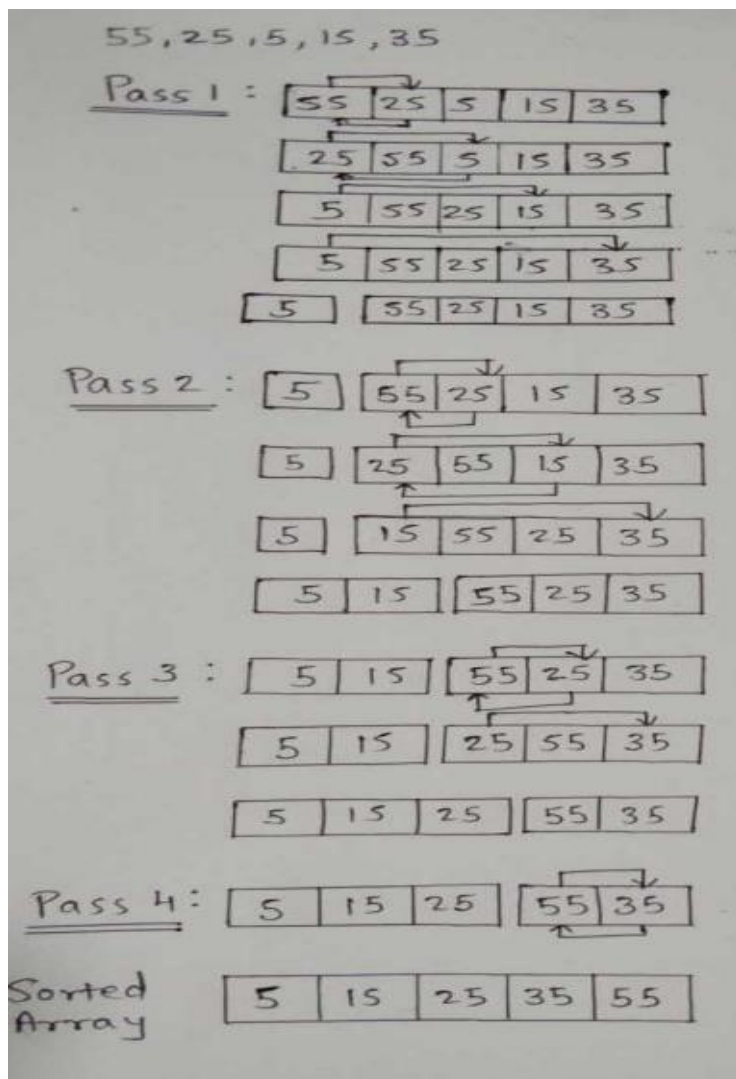 55, 25, 5, 15, 35
Pass 1 : 55 25 5 15 35
25 55 5 15 35
5 55 25 15 35
5 55 25 15 35
5 55 25 15 35
Pass 2 : 5 55 25 15 35
5 25 55 15 35
5 15 55 25 35
5 15 55 25 35
Pass 3 : 5 15 55 25 35
5 15 25 55 35
5 15 25 55 35
Pass 4 : 5 15 25 55 35
Sorted Array 5 15 25 35 55